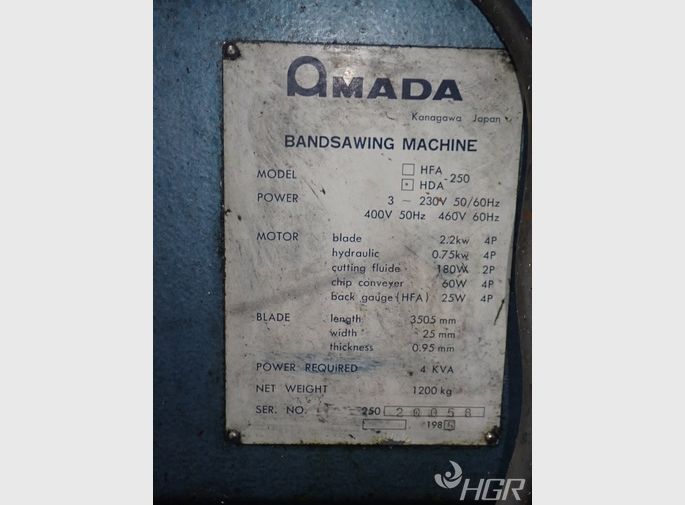 AMADA
Kanagawa Japan
BANDSAWING MACHINE
MODEL HFA
HDA -250
POWER 3 ~ 230V 50/60Hz
400V 50Hz 460V 60Hz
MOTOR blade 2.2kw 4P
hydraulic 0.75kw 4P
cutting fluide 180W 2P
chip conveyer 60W 4P
back gauge (HFA) 25W 4P
BLADE length 3505 mm
width 25 mm
thickness 0.95 mm
POWER REQUIRED 4 KVA
NET WEIGHT 1200 kg
SER. NO. 250 20058
198
HGR